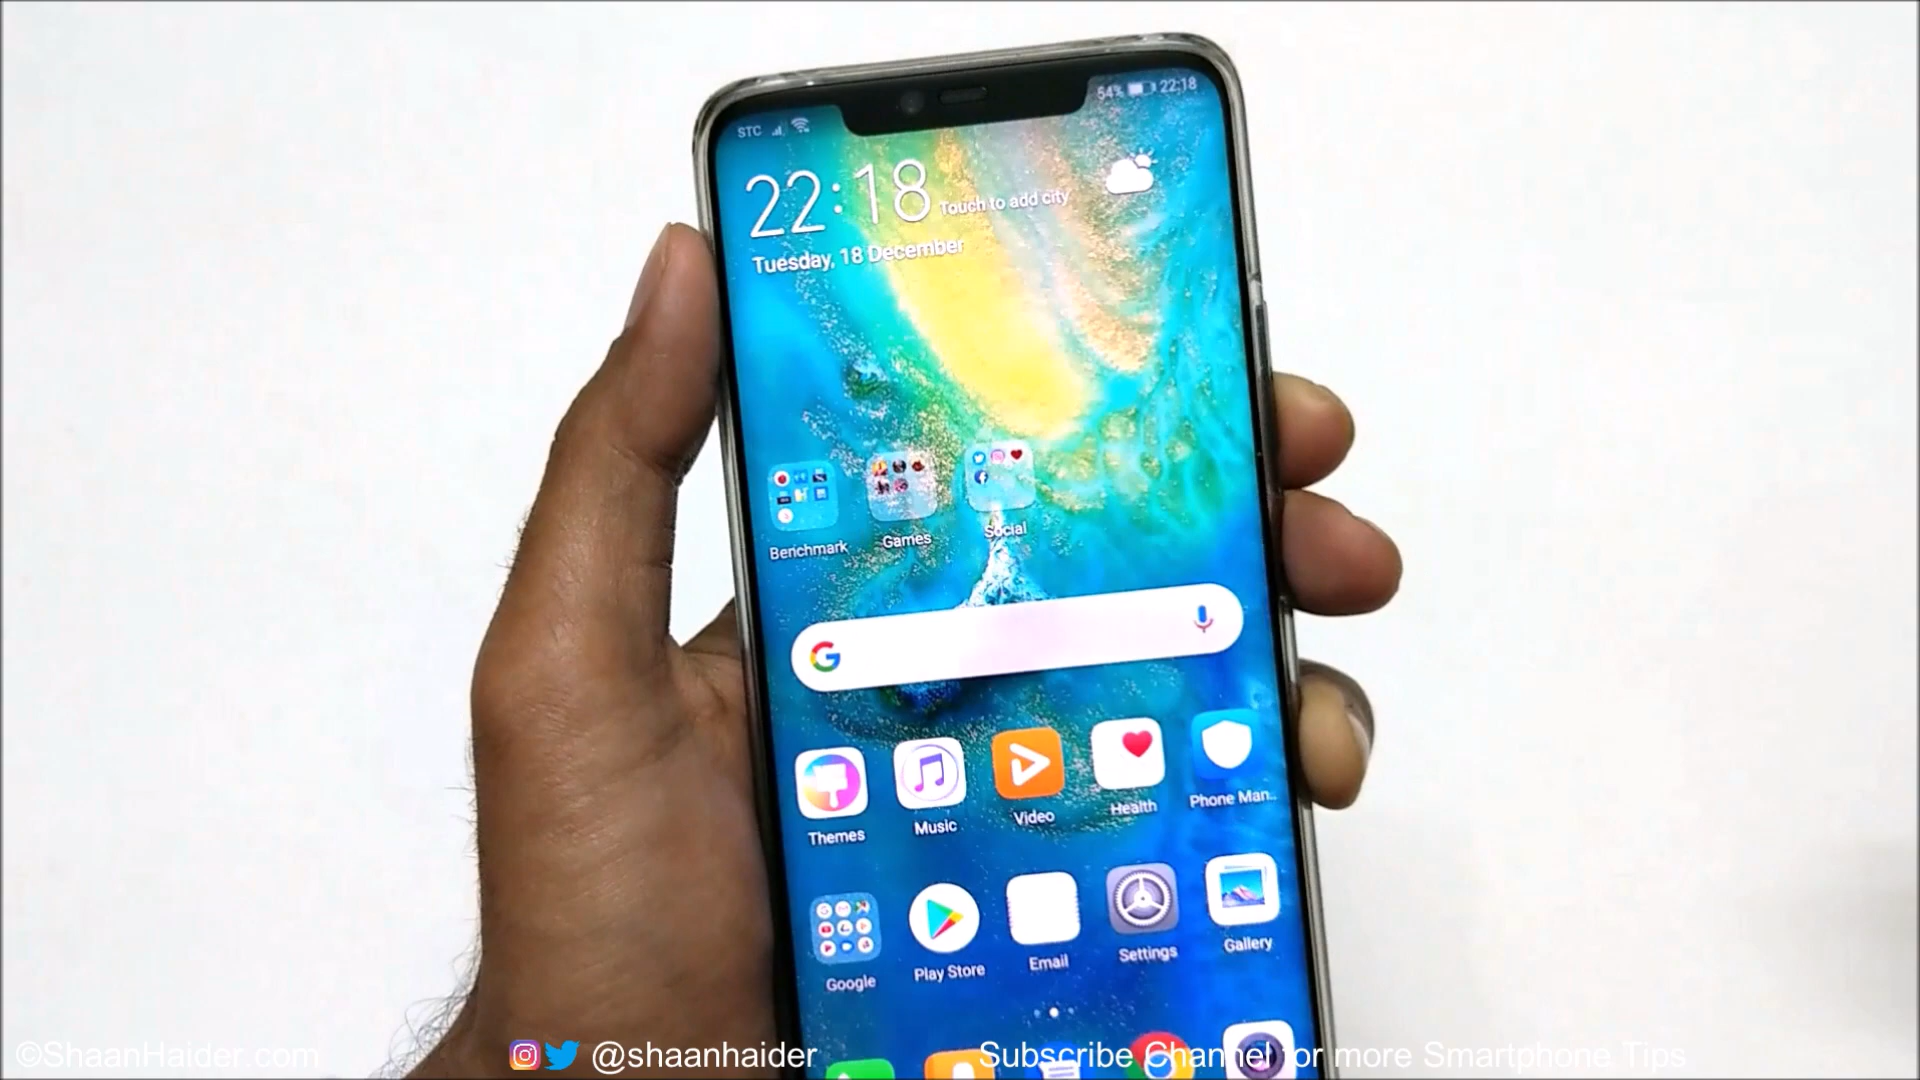 STC
54% 22:18
22:18 Touch to add city
Tuesday, 18 December
Benchmark Games Social
G
Themes Music Video Health Phone Man..
Google Play Store Email Settings Gallery
©ShaanHaider.com @shaanhaider Subscribe Channel for more Smartphone Tips